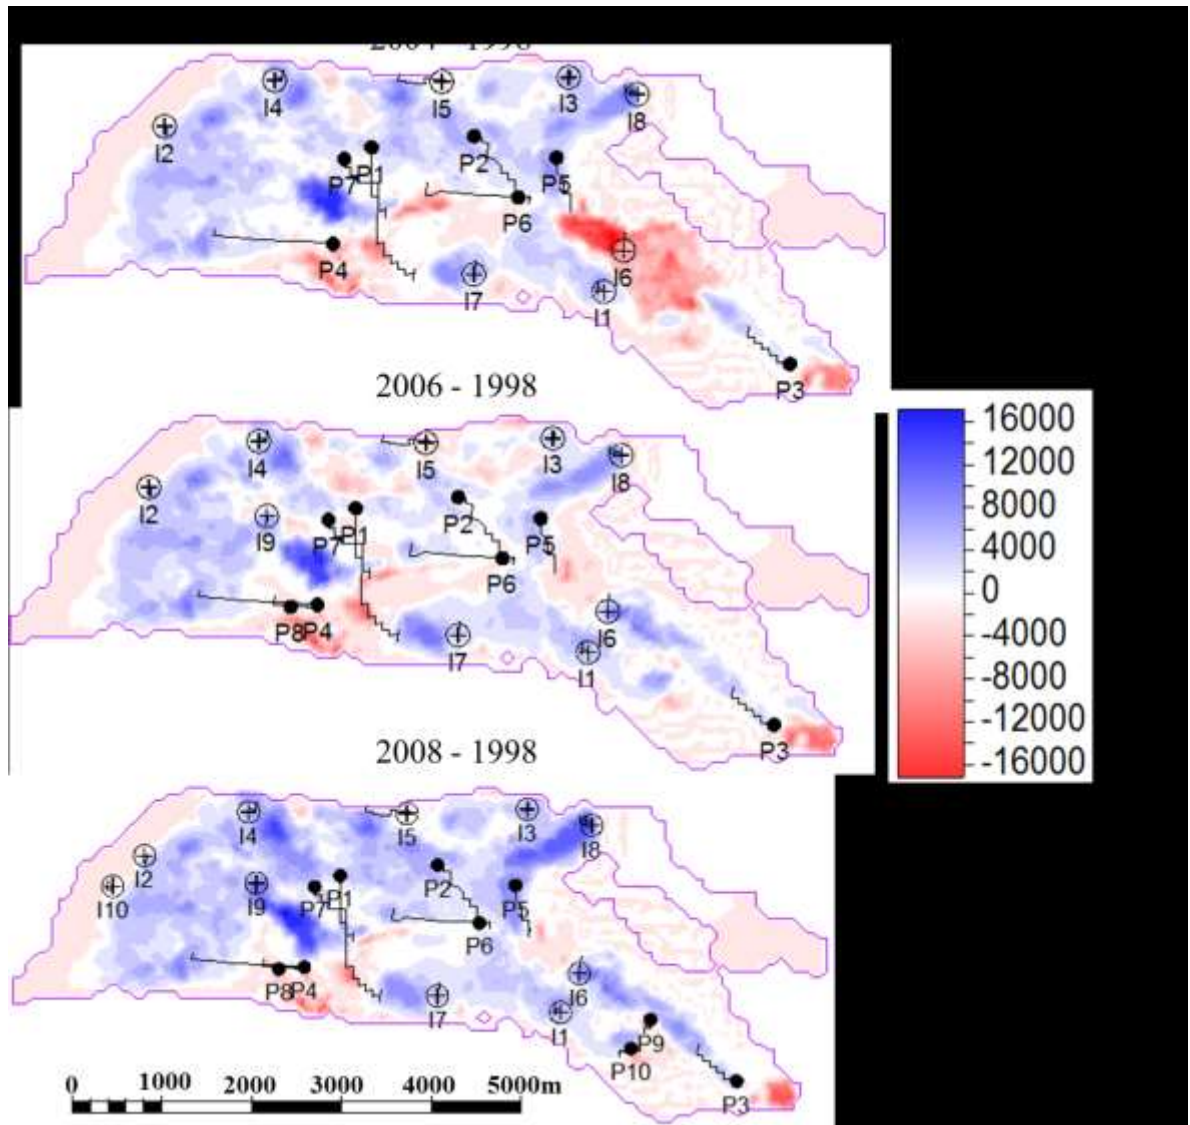 2004 - 1998
I4
I5
I3
I8
I2
P2
P7
P1
P5
P6
P4
I7
I6
I1
P3
2006 - 1998
I4
I5
I3
I8
I2
I9
P7
P1
P2
P5
P6
P8
P4
I7
I6
I1
P3
16000
12000
8000
4000
0
-4000
-8000
-12000
-16000
2008 - 1998
I4
I5
I3
I8
I2
I10
I9
P7
P1
P2
P5
P6
P8
P4
I7
I6
I1
P9
P10
P3
0 1000 2000 3000 4000 5000m